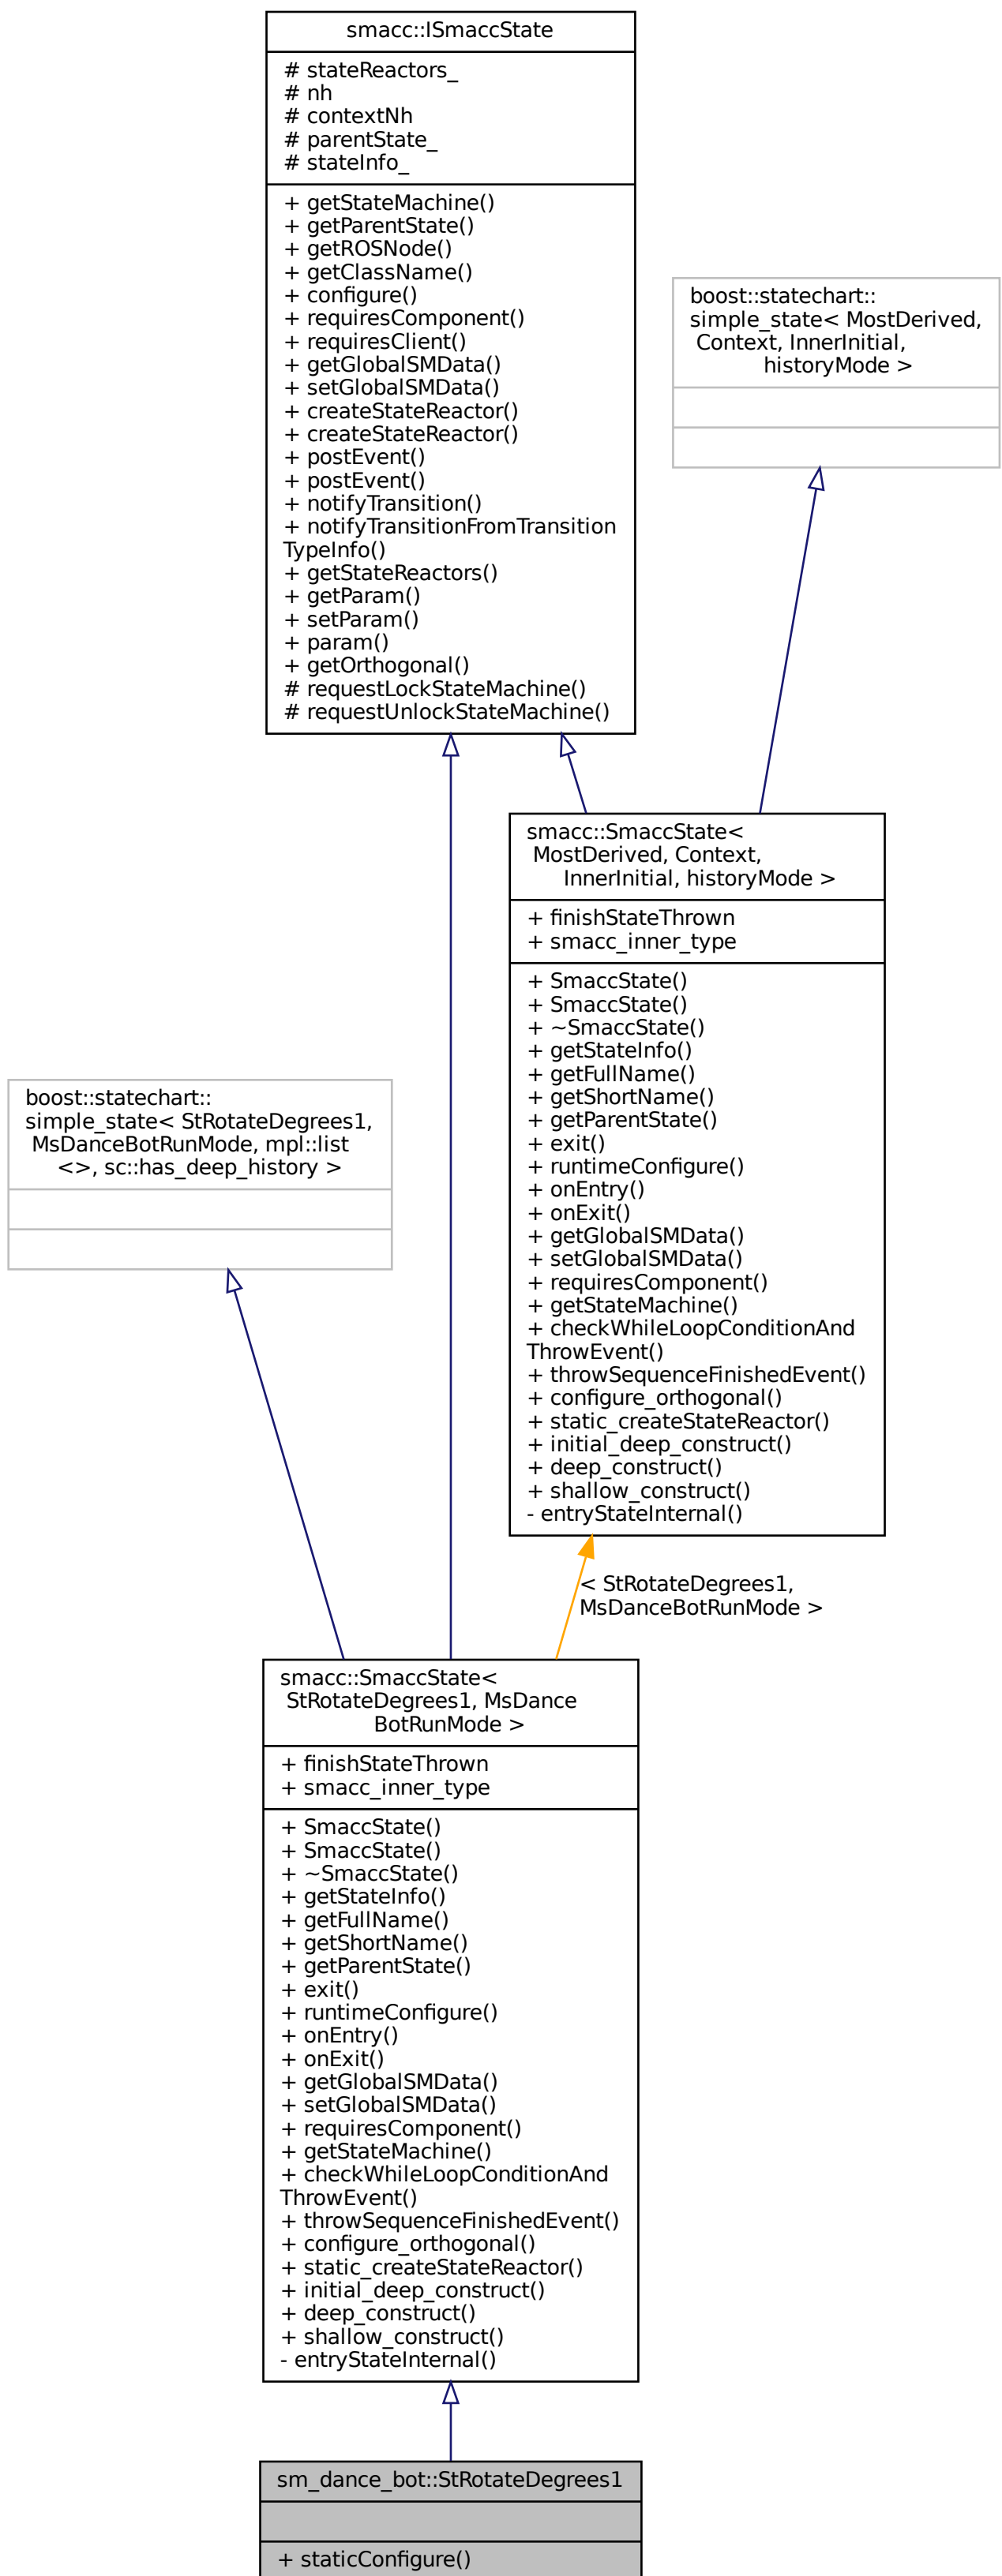 smacc::ISmaccState
# stateReactors_
# nh
# contextNh
# parentState_
# stateInfo_
+ getStateMachine()
+ getParentState()
+ getROSNode()
+ getClassName()
+ configure()
+ requiresComponent()
+ requiresClient()
+ getGlobalSMData()
+ setGlobalSMData()
+ createStateReactor()
+ createStateReactor()
+ postEvent()
+ postEvent()
+ notifyTransition()
+ notifyTransitionFromTransition
TypeInfo()
+ getStateReactors()
+ getParam()
+ setParam()
+ param()
+ getOrthogonal()
# requestLockStateMachine()
# requestUnlockStateMachine()
boost::statechart::
simple_state< MostDerived,
Context, InnerInitial,
historyMode >
smacc::SmaccState<
MostDerived, Context,
InnerInitial, historyMode >
+ finishStateThrown
+ smacc_inner_type
+ SmaccState()
+ SmaccState()
+ ~SmaccState()
+ getStateInfo()
+ getFullName()
+ getShortName()
+ getParentState()
+ exit()
+ runtimeConfigure()
+ onEntry()
+ onExit()
+ getGlobalSMData()
+ setGlobalSMData()
+ requiresComponent()
+ getStateMachine()
+ checkWhileLoopConditionAnd
ThrowEvent()
+ throwSequenceFinishedEvent()
+ configure_orthogonal()
+ static_createStateReactor()
+ initial_deep_construct()
+ deep_construct()
+ shallow_construct()
- entryStateInternal()
boost::statechart::
simple_state< StRotateDegrees1,
MsDanceBotRunMode, mpl::list
<>, sc::has_deep_history >
< StRotateDegrees1,
MsDanceBotRunMode >
smacc::SmaccState<
StRotateDegrees1, MsDance
BotRunMode >
+ finishStateThrown
+ smacc_inner_type
+ SmaccState()
+ SmaccState()
+ ~SmaccState()
+ getStateInfo()
+ getFullName()
+ getShortName()
+ getParentState()
+ exit()
+ runtimeConfigure()
+ onEntry()
+ onExit()
+ getGlobalSMData()
+ setGlobalSMData()
+ requiresComponent()
+ getStateMachine()
+ checkWhileLoopConditionAnd
ThrowEvent()
+ throwSequenceFinishedEvent()
+ configure_orthogonal()
+ static_createStateReactor()
+ initial_deep_construct()
+ deep_construct()
+ shallow_construct()
- entryStateInternal()
sm_dance_bot::StRotateDegrees1
+ staticConfigure()